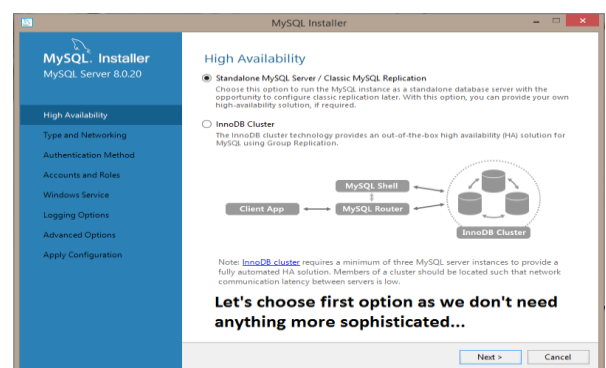 MySQL Installer
MySQL. Installer
MySQL Server 8.0.20
High Availability
Type and Networking
Authentication Method
Accounts and Roles
Windows Service
Logging Options
Advanced Options
Apply Configuration
High Availability
Standalone MySQL Server / Classic MySQL Replication
Choose this option to run the MySQL instance as a standalone database server with the
opportunity to configure classic replication later. With this option, you can provide your own
high-availability solution, if required.
InnoDB Cluster
The InnoDB cluster technology provides an out-of-the-box high availability (HA) solution for
MySQL using Group Replication.
MySQL Shell
Client App
MySQL Router
InnoDB Cluster
Note: InnoDB cluster requires a minimum of three MySQL server instances to provide a
fully automated HA solution. Members of a cluster should be located such that network
communication latency between servers is low.
Let's choose first option as we don't need
anything more sophisticated...
Next >
Cancel